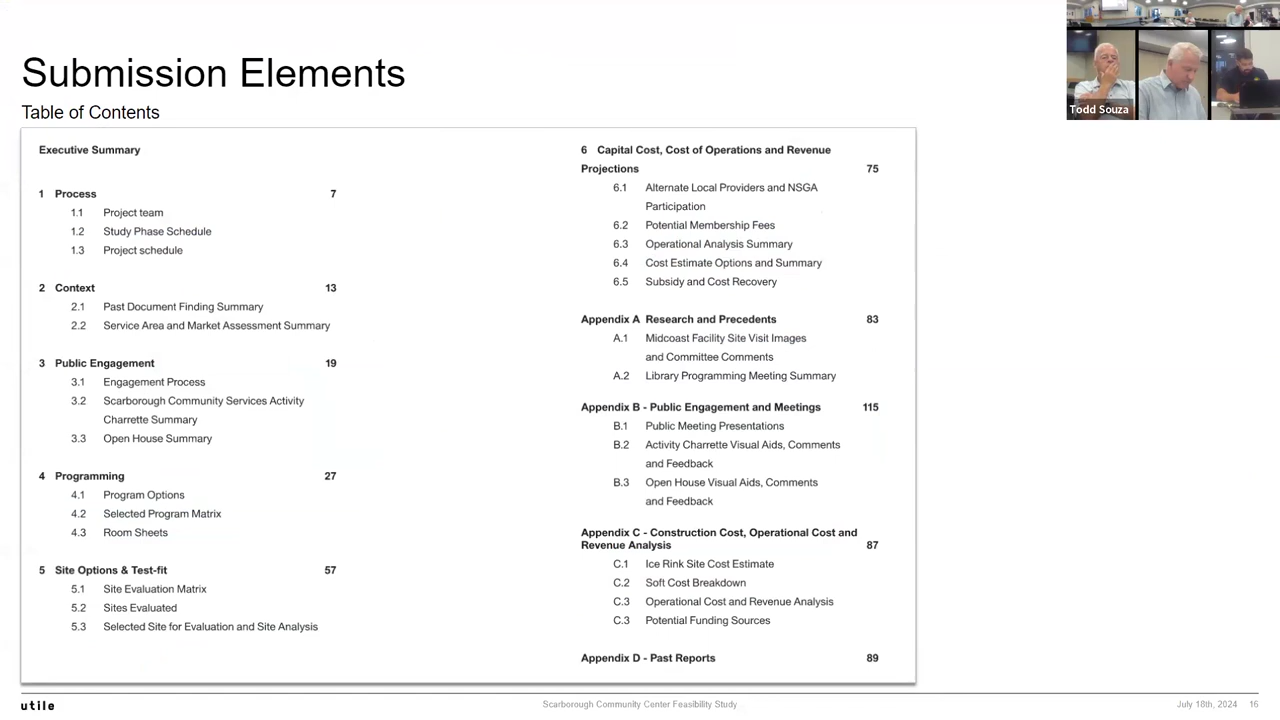 Submission Elements
Table of Contents
Executive Summary
1 Process 7
1.1 Project team
1.2 Study Phase Schedule
1.3 Project schedule
2 Context 13
2.1 Past Document Finding Summary
2.2 Service Area and Market Assessment Summary
3 Public Engagement 19
3.1 Engagement Process
3.2 Scarborough Community Services Activity
Charrette Summary
3.3 Open House Summary
4 Programming 27
4.1 Program Options
4.2 Selected Program Matrix
4.3 Room Sheets
5 Site Options & Test-fit 57
5.1 Site Evaluation Matrix
5.2 Sites Evaluated
5.3 Selected Site for Evaluation and Site Analysis
6 Capital Cost, Cost of Operations and Revenue
Projections 75
6.1 Alternate Local Providers and NSGA
Participation
6.2 Potential Membership Fees
6.3 Operational Analysis Summary
6.4 Cost Estimate Options and Summary
6.5 Subsidy and Cost Recovery
Appendix A Research and Precedents 83
A.1 Midcoast Facility Site Visit Images
and Committee Comments
A.2 Library Programming Meeting Summary
Appendix B - Public Engagement and Meetings 115
B.1 Public Meeting Presentations
B.2 Activity Charrette Visual Aids, Comments
and Feedback
B.3 Open House Visual Aids, Comments
and Feedback
Appendix C - Construction Cost, Operational Cost and
Revenue Analysis 87
C.1 Ice Rink Site Cost Estimate
C.2 Soft Cost Breakdown
C.3 Operational Cost and Revenue Analysis
C.3 Potential Funding Sources
Appendix D - Past Reports 89
Todd Souza
utile
Scarborough Community Center Feasibility Study
July 18th, 2024 16